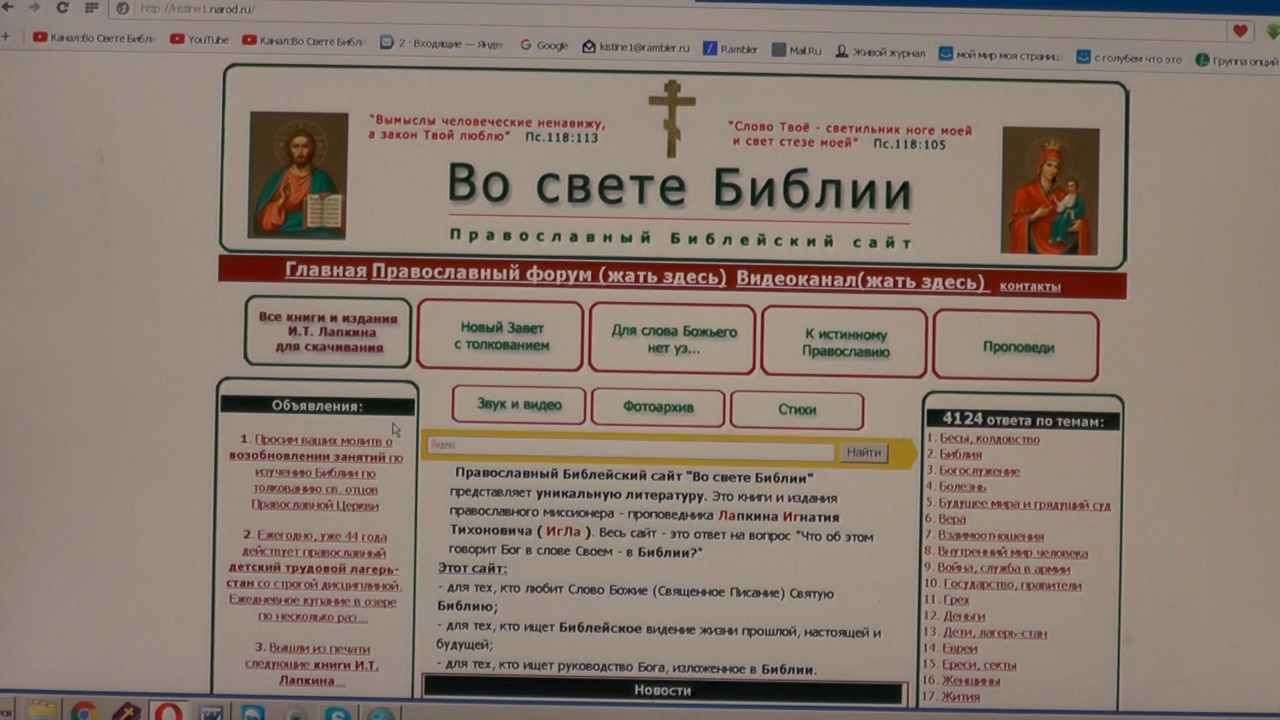 http://kistine1.narod.ru/
Канал:Во Свете Библ
YouTube
Канал:Во Свете Библ
2 · Входящие — Янде
Google
kistine1@rambler.ru
Rambler
Mail.Ru
Живой журнал
мой мир моя страниц
с голубем что это
Группа опций
"Вымыслы человеческие ненавижу,
а закон Твой люблю" Пс.118:113
"Слово Твоё - светильник ноге моей
и свет стезе моей" Пс.118:105
Во свете Библии
Православный Библейский сайт
Главная Православный форум (жать здесь) Видеоканал(жать здесь) контакты
Все книги и издания
И.Т. Лапкина
для скачивания
Новый Завет
с толкованием
Для слова Божьего
нет уз...
К истинному
Православию
Проповеди
Звук и видео
Фотоархив
Стихи
Объявления:
1. Просим ваших молитв о
возобновлении занятий по
изучению Библии по
толкованию св. отцов
Православной Церкви
2. Ежегодно, уже 44 года
действует православный
детский трудовой лагерь-
стан со строгой дисциплиной.
Ежедневное купание в озере
по несколько раз...
3. Вышли из печати
следующие книги И.Т.
Лапкина...
Яндекс
Найти
Православный Библейский сайт "Во свете Библии"
представляет уникальную литературу. Это книги и издания
православного миссионера - проповедника Лапкина Игнатия
Тихоновича ( ИгЛа ). Весь сайт - это ответ на вопрос "Что об этом
говорит Бог в слове Своем - в Библии?"
Этот сайт:
- для тех, кто любит Слово Божие (Священное Писание) Святую
Библию;
- для тех, кто ищет Библейское видение жизни прошлой, настоящей и
будущей;
- для тех, кто ищет руководство Бога, изложенное в Библии.
Новости
4124 ответа по темам:
1. Бесы, колдовство
2. Библия
3. Богослужение
4. Болезнь
5. Будущее мира и грядущий суд
6. Вера
7. Взаимоотношения
8. Внутренний мир человека
9. Война, служба в армии
10. Государство, правители
11. Грех
12. Деньги
13. Дети, лагерь-стан
14. Евреи
15. Ереси, секты
16. Женщины
17. Жития